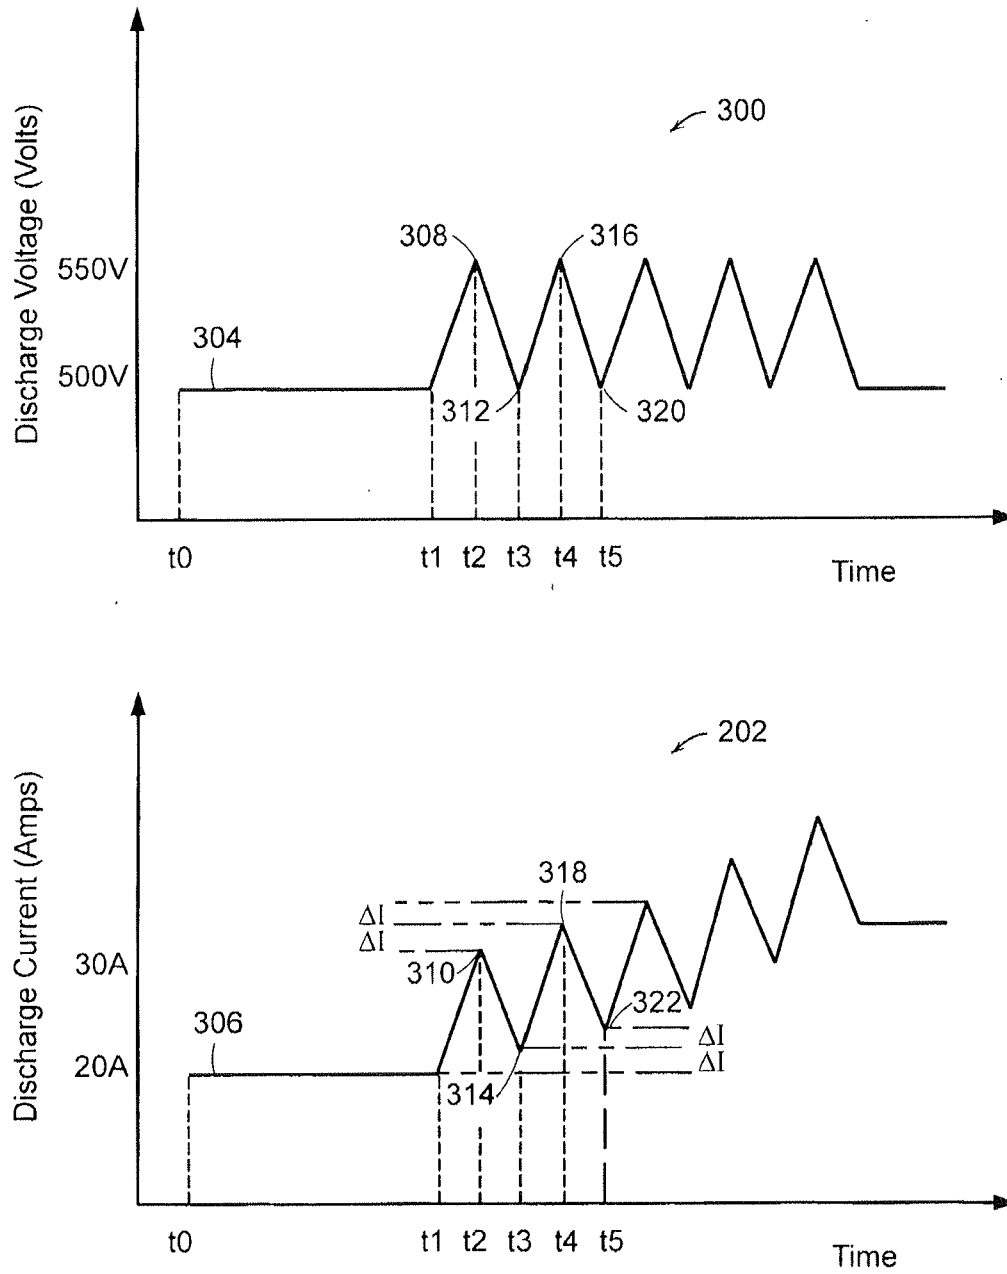 Discharge Voltage (Volts)
300
308
316
550V
304
500V
312
320
t0
t1
t2
t3
t4
t5
Time
202
Discharge Current (Amps)
318
ΔI
ΔI
30A
310
322
306
ΔI
20A
ΔI
314
t0
t1
t2
t3
t4
t5
Time